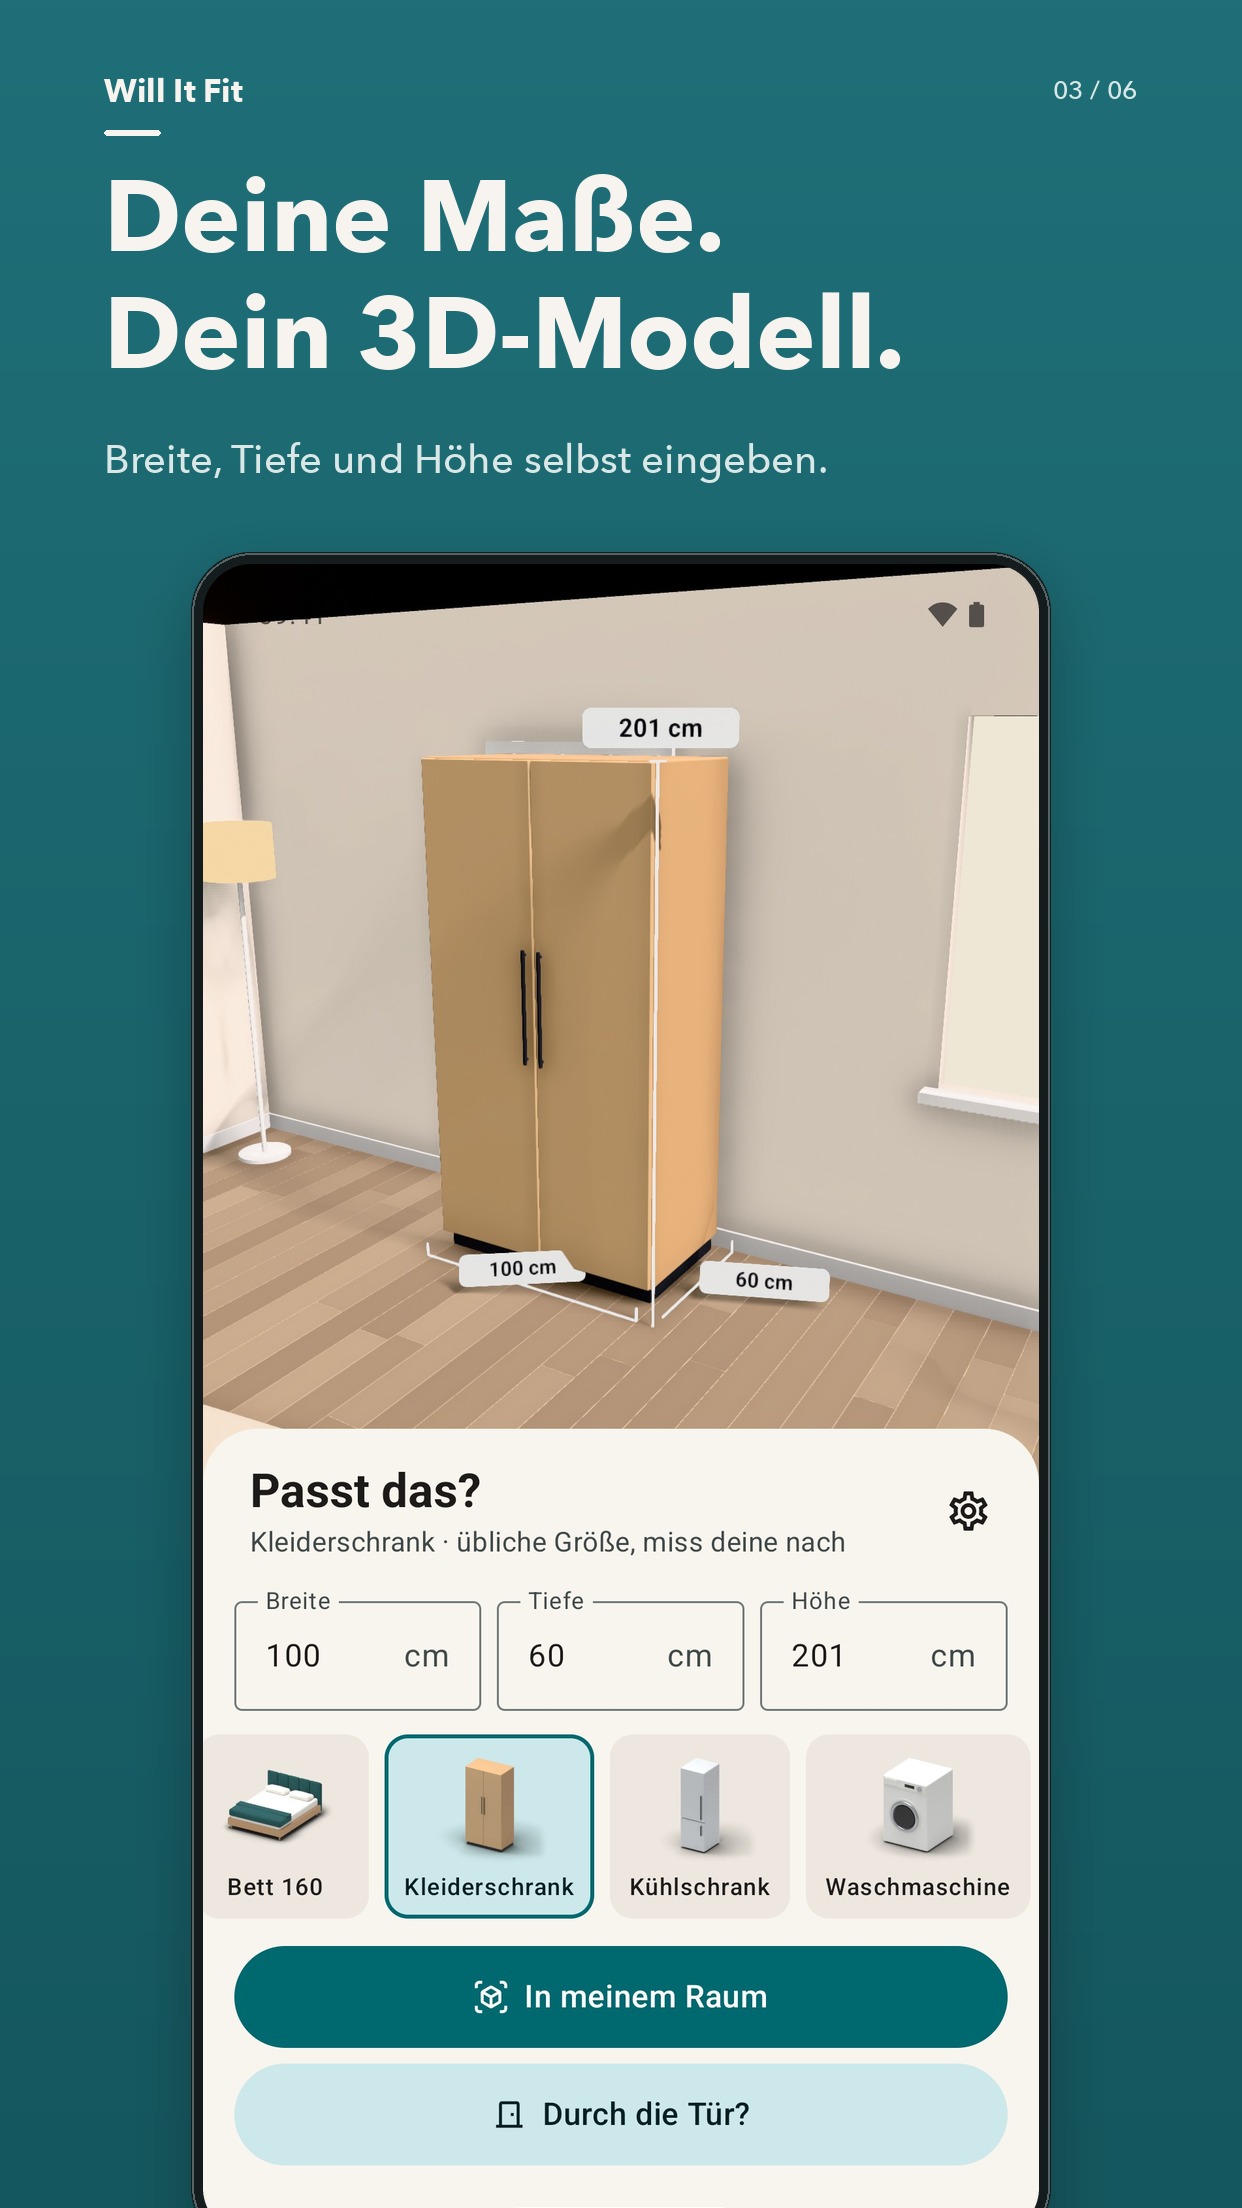 Will It Fit
03 / 06
Deine Maße.
Dein 3D-Modell.
Breite, Tiefe und Höhe selbst eingeben.
201 cm
100 cm
60 cm
Passt das?
Kleiderschrank · übliche Größe, miss deine nach
Breite
Tiefe
Höhe
100 cm
60 cm
201 cm
Bett 160
Kleiderschrank
Kühlschrank
Waschmaschine
In meinem Raum
Durch die Tür?